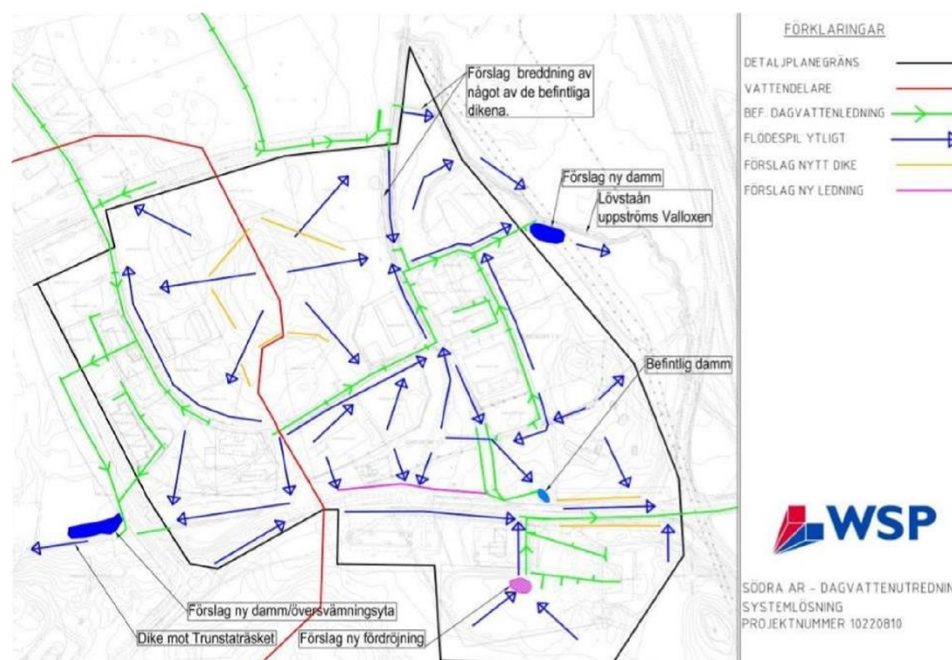 Förslag breddning av
något av de befintliga
dikena.
Förslag ny damm
Lövstaån
uppströms Valloxen
Befintlig damm
Förslag ny damm/översvämningsyta
Dike mot Trunstaträsket
Förslag ny fördröjning
FÖRKLARINGAR
DETALJPLANEGRÄNS
VATTENDELARE
BEF. DAGVATTENLEDNING
FLÖDESPIL YTLIGT
FÖRSLAG NYTT DIKE
FÖRSLAG NY LEDNING
WSP
SÖDRA AR - DAGVATTENUTREDNIN
SYSTEMLÖSNING
PROJEKTNUMMER 10220810